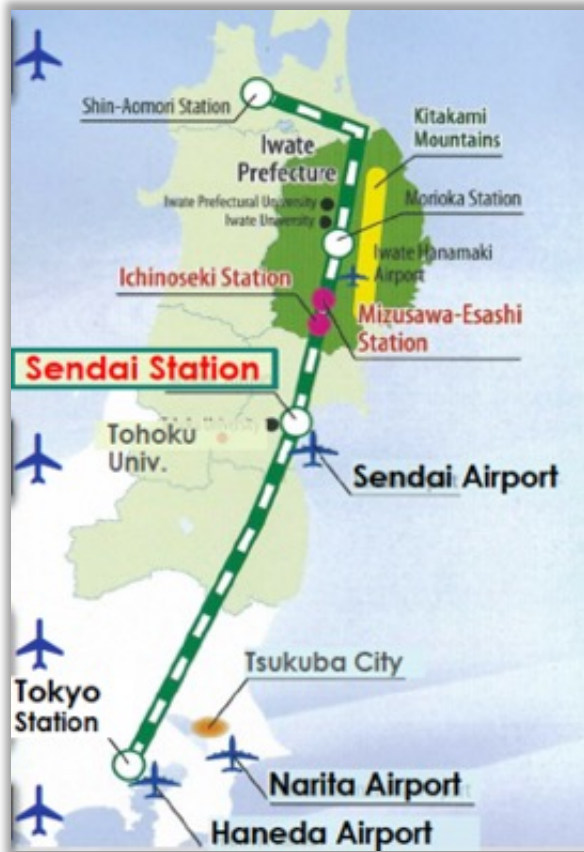 Shin-Aomori Station
Kitakami
Mountains
Iwate
Prefecture
Iwate Prefectural University
Iwate University
Morioka Station
Iwate Hanamaki
Airport
Ichinoseki Station
Mizusawa-Esashi
Station
Sendai Station
Tohoku
Univ.
Sendai Airport
Tsukuba City
Tokyo
Station
Narita Airport
Haneda Airport